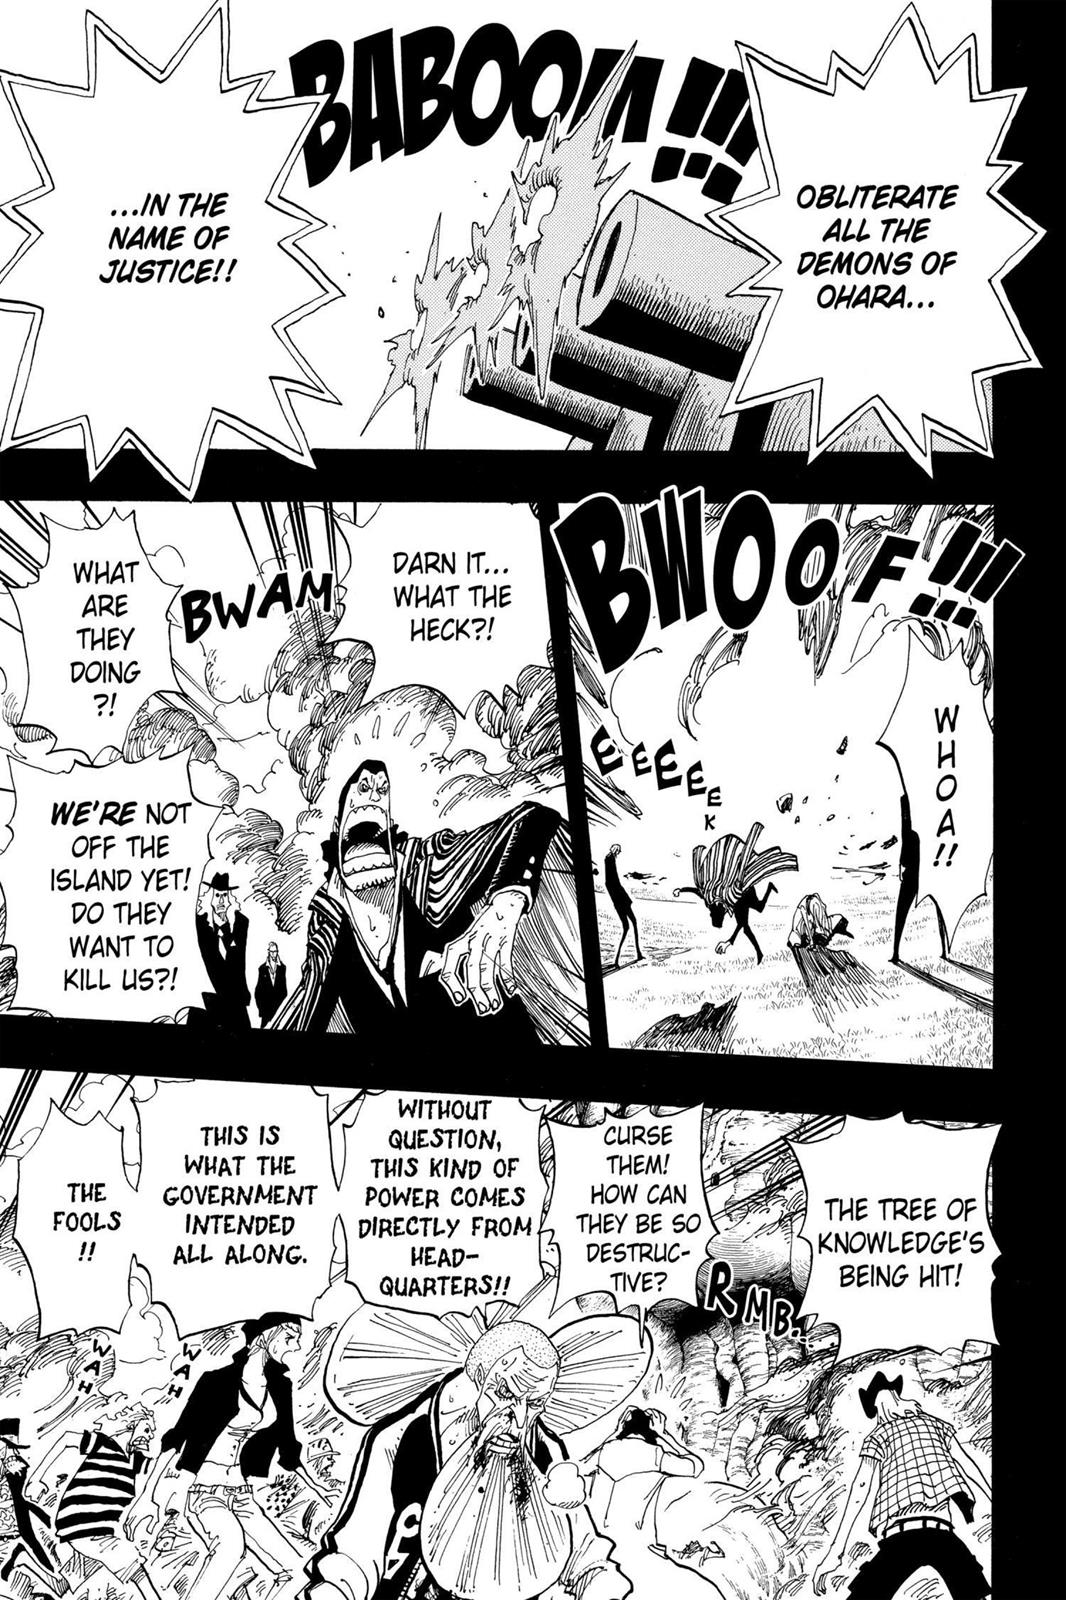 BABOOM!!!
OBLITERATE
ALL THE
DEMONS OF
OHARA...
...IN THE
NAME OF
JUSTICE!!
BWOOF!!!
WHOA!!
EEEEEK
DARN IT...
WHAT THE
HECK?!
BWAM
WHAT
ARE
THEY
DOING
?!
WE'RE NOT
OFF THE
ISLAND YET!
DO THEY
WANT TO
KILL US?!
THE TREE OF
KNOWLEDGE'S
BEING HIT!
RMB..
CURSE
THEM!
HOW CAN
THEY BE SO
DESTRUC-
TIVE?
WITHOUT
QUESTION,
THIS KIND OF
POWER COMES
DIRECTLY FROM
HEAD-
QUARTERS!!
THIS IS
WHAT THE
GOVERNMENT
INTENDED
ALL ALONG.
THE
FOOLS
!!
WAH
WAH